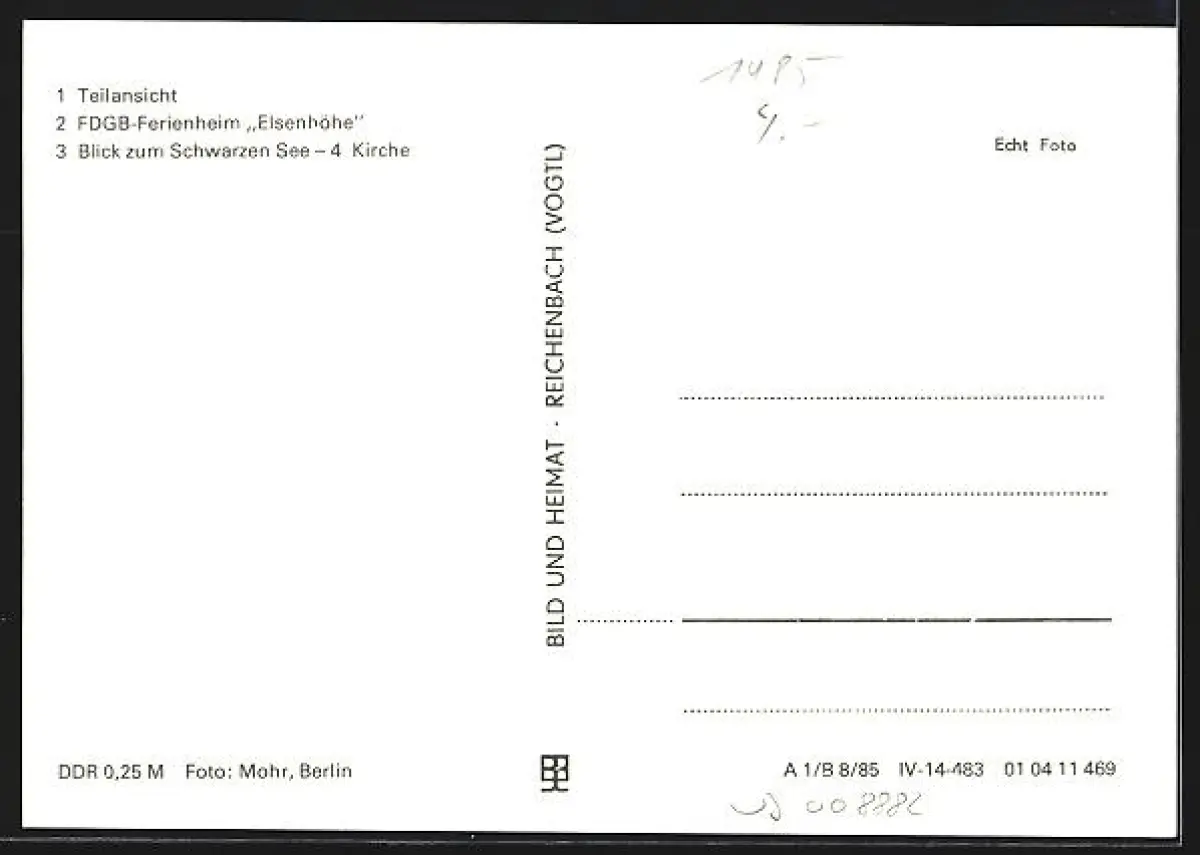 1 Teilansicht
2 FDGB-Ferienheim „Elsenhöhe"
3 Blick zum Schwarzen See – 4 Kirche
Echt Foto
BILD UND HEIMAT · REICHENBACH (VOGTL)
DDR 0,25 M Foto: Mohr, Berlin
A 1/B 8/85 IV-14-483 01 04 11 469